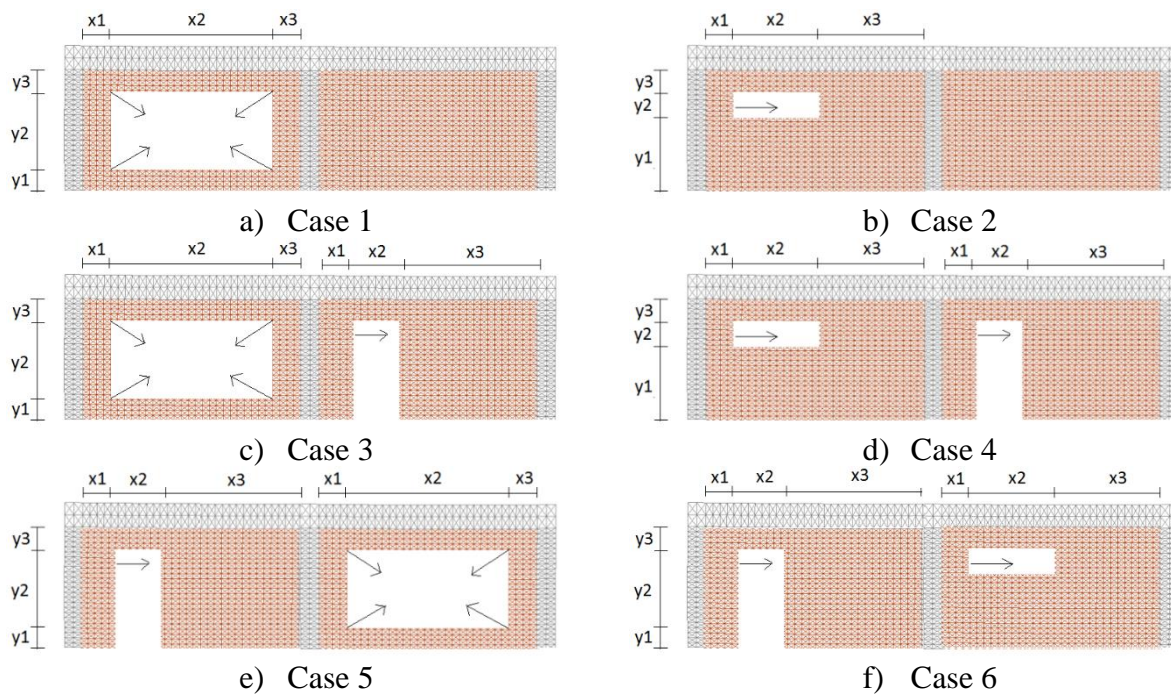 x1 x2 x3
y3
y2
y1
a) Case 1
x1 x2 x3
y3
y2
y1
b) Case 2
x1 x2 x3 x1 x2 x3
y3
y2
y1
c) Case 3
x1 x2 x3 x1 x2 x3
y3
y2
y1
d) Case 4
x1 x2 x3 x1 x2 x3
y3
y2
y1
e) Case 5
x1 x2 x3 x1 x2 x3
y3
y2
y1
f) Case 6